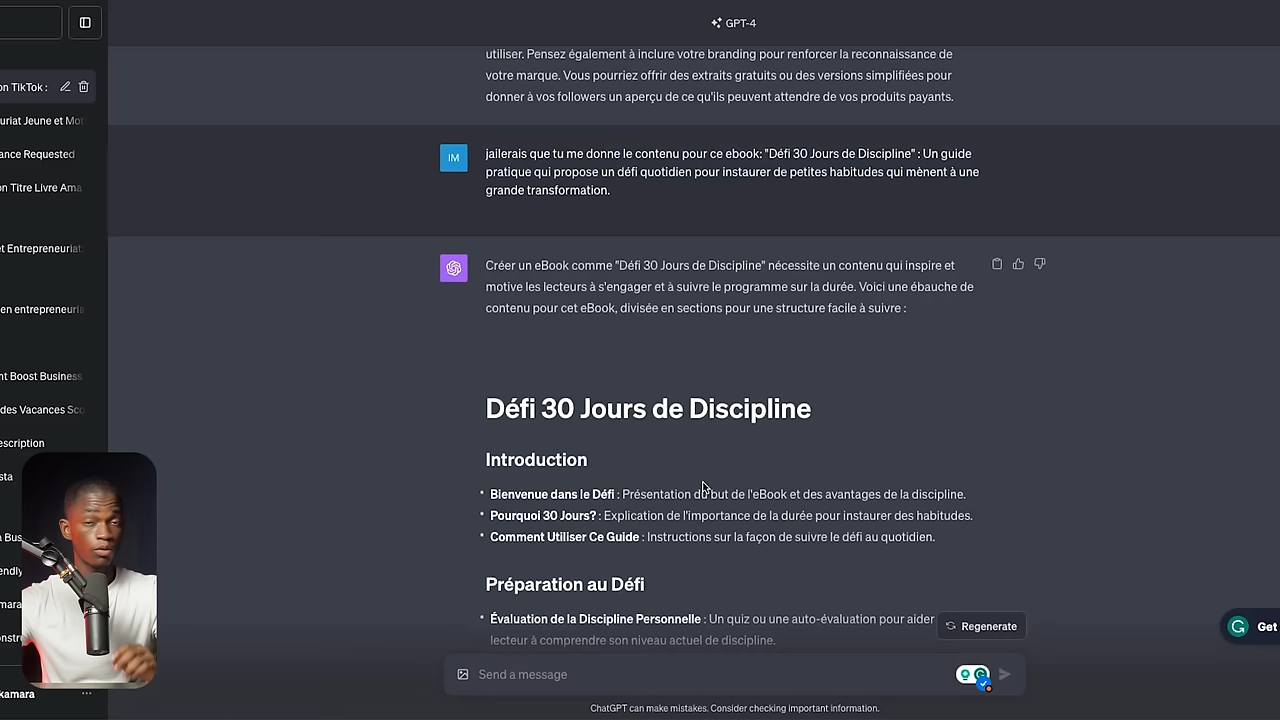 GPT-4
utiliser. Pensez également à inclure votre branding pour renforcer la reconnaissance de
votre marque. Vous pourriez offrir des extraits gratuits ou des versions simplifiées pour
donner à vos followers un aperçu de ce qu'ils peuvent attendre de vos produits payants.
on TikTok :
uriat Jeune et Mot
ance Requested
on Titre Livre Ama
et Entrepreneuriat
en entrepreneuria
nt Boost Business
des Vacances Sco
escription
sta
a Bus
endly
mara
onstru
kamara
...
IM
jailerais que tu me donne le contenu pour ce ebook: "Défi 30 Jours de Discipline" : Un guide
pratique qui propose un défi quotidien pour instaurer de petites habitudes qui mènent à une
grande transformation.
Créer un eBook comme "Défi 30 Jours de Discipline" nécessite un contenu qui inspire et
motive les lecteurs à s'engager et à suivre le programme sur la durée. Voici une ébauche de
contenu pour cet eBook, divisée en sections pour une structure facile à suivre :
Défi 30 Jours de Discipline
Introduction
• Bienvenue dans le Défi : Présentation du but de l'eBook et des avantages de la discipline.
• Pourquoi 30 Jours? : Explication de l'importance de la durée pour instaurer des habitudes.
• Comment Utiliser Ce Guide : Instructions sur la façon de suivre le défi au quotidien.
Préparation au Défi
• Évaluation de la Discipline Personnelle : Un quiz ou une auto-évaluation pour aider
lecteur à comprendre son niveau actuel de discipline.
Regenerate
Get
Send a message
ChatGPT can make mistakes. Consider checking important information.